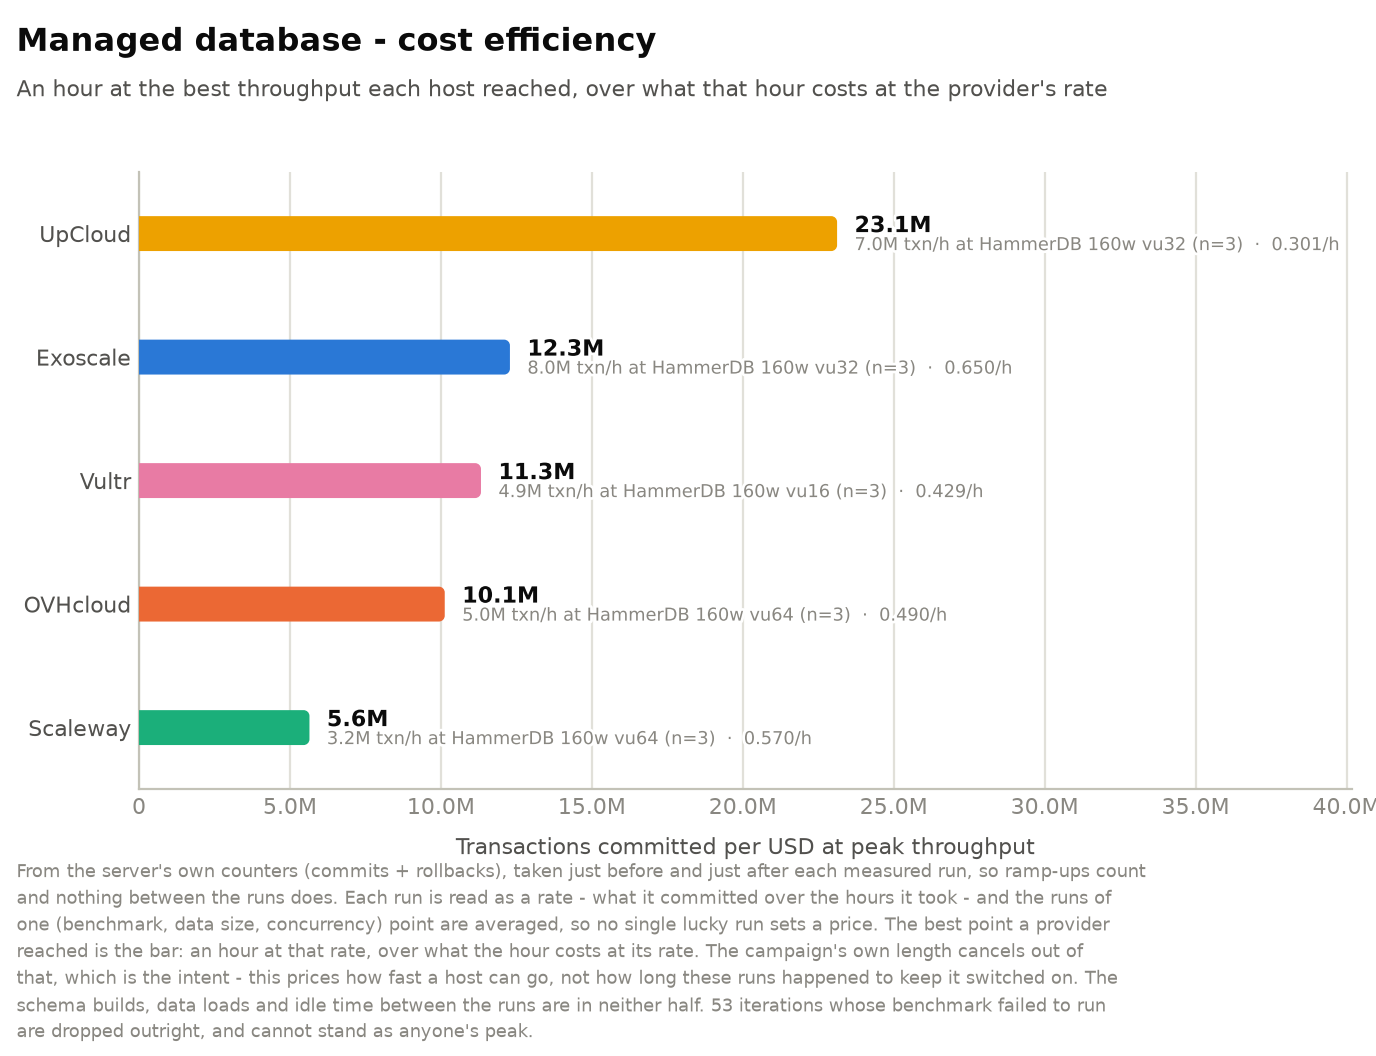 Managed database - cost efficiency
An hour at the best throughput each host reached, over what that hour costs at the provider's rate
UpCloud
23.1M
7.0M txn/h at HammerDB 160w vu32 (n=3) · 0.301/h
Exoscale
12.3M
8.0M txn/h at HammerDB 160w vu32 (n=3) · 0.650/h
Vultr
11.3M
4.9M txn/h at HammerDB 160w vu16 (n=3) · 0.429/h
OVHcloud
10.1M
5.0M txn/h at HammerDB 160w vu64 (n=3) · 0.490/h
Scaleway
5.6M
3.2M txn/h at HammerDB 160w vu64 (n=3) · 0.570/h
0 5.0M 10.0M 15.0M 20.0M 25.0M 30.0M 35.0M 40.0M
Transactions committed per USD at peak throughput
From the server's own counters (commits + rollbacks), taken just before and just after each measured run, so ramp-ups count
and nothing between the runs does. Each run is read as a rate - what it committed over the hours it took - and the runs of
one (benchmark, data size, concurrency) point are averaged, so no single lucky run sets a price. The best point a provider
reached is the bar: an hour at that rate, over what the hour costs at its rate. The campaign's own length cancels out of
that, which is the intent - this prices how fast a host can go, not how long these runs happened to keep it switched on. The
schema builds, data loads and idle time between the runs are in neither half. 53 iterations whose benchmark failed to run
are dropped outright, and cannot stand as anyone's peak.